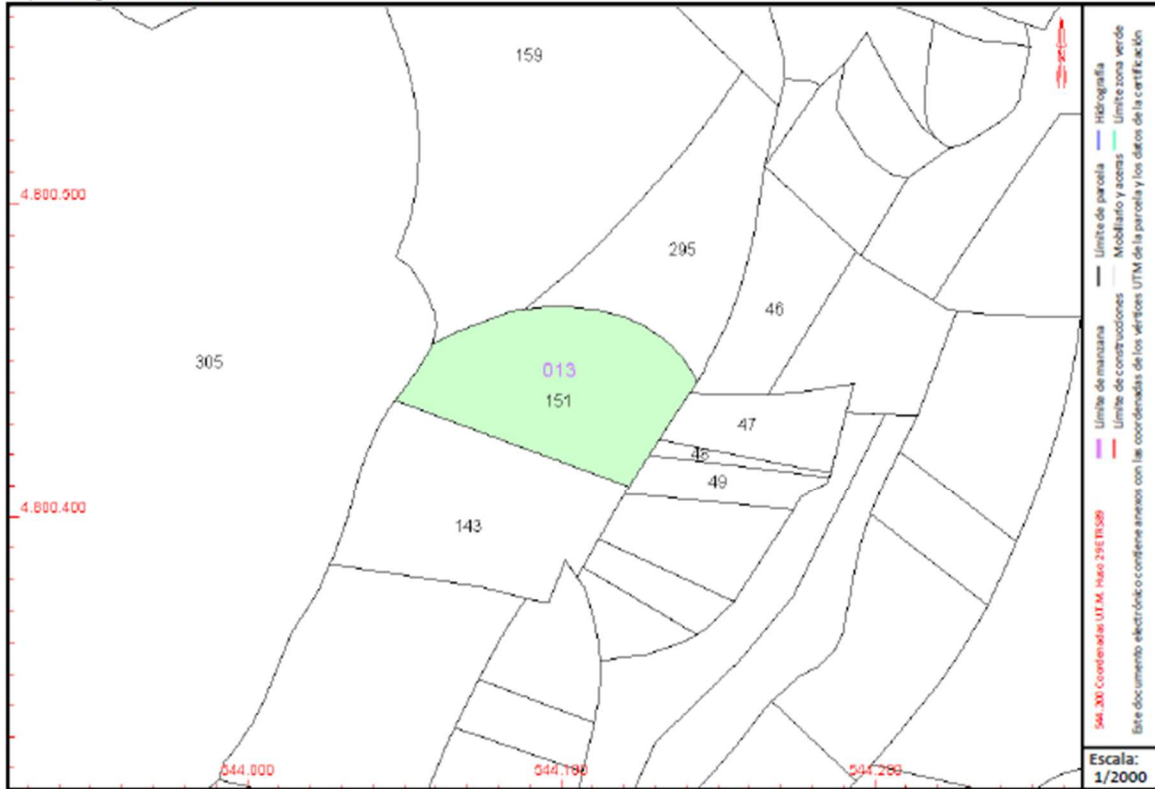 159
4.800.500
295
46
305
013
151
47
48
49
4.800.400
143
544.000
544.100
544.200
Límite de manzana
Límite de parcela
Hidrografía
Límite de construcciones
Mobiliario y aceras
Límite zona verde
544.200 Coordenadas U.T.M. Huso 29 ETRS89
Este documento electrónico contiene anexos con las coordenadas de los vértices UTM de la parcela y los datos de la certificación
Escala:
1/2000